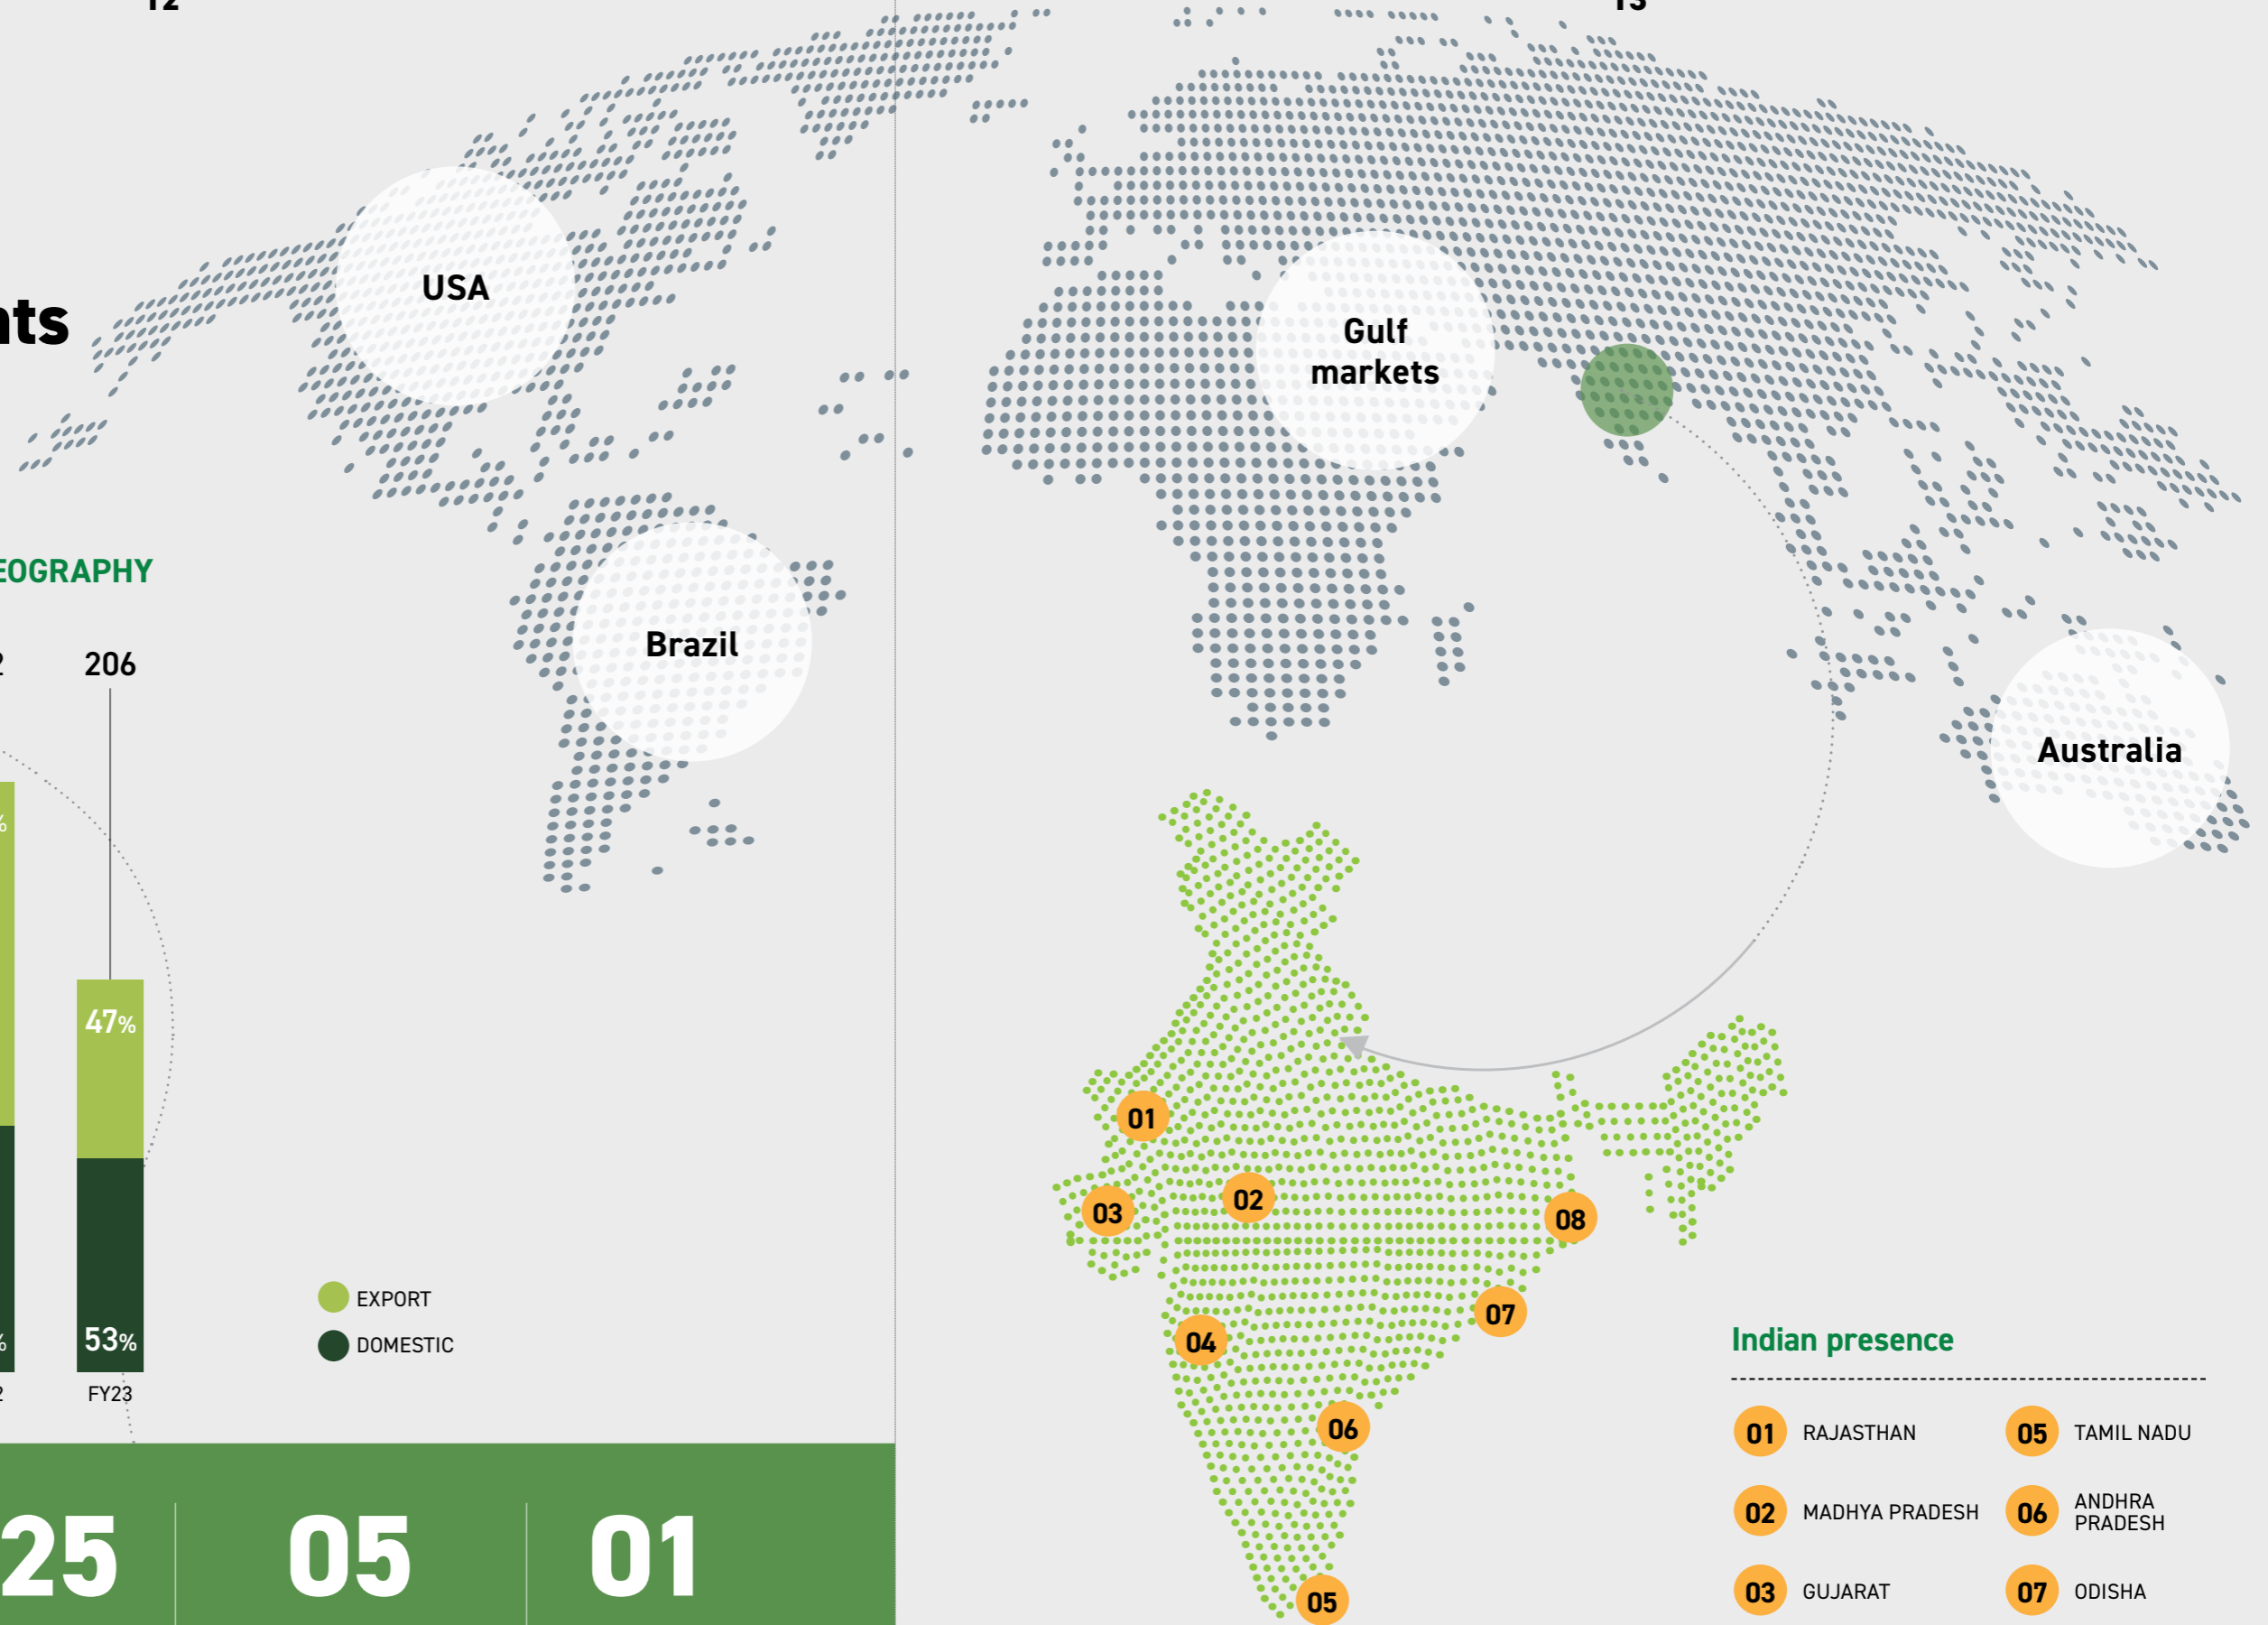 12
13
USA
Gulf
markets
Brazil
Australia
206
47%
53%
FY23
EXPORT
DOMESTIC
25
05
01
01
02
03
04
05
06
07
08
Indian presence
01 RAJASTHAN
02 MADHYA PRADESH
03 GUJARAT
05 TAMIL NADU
06 ANDHRA
PRADESH
07 ODISHA